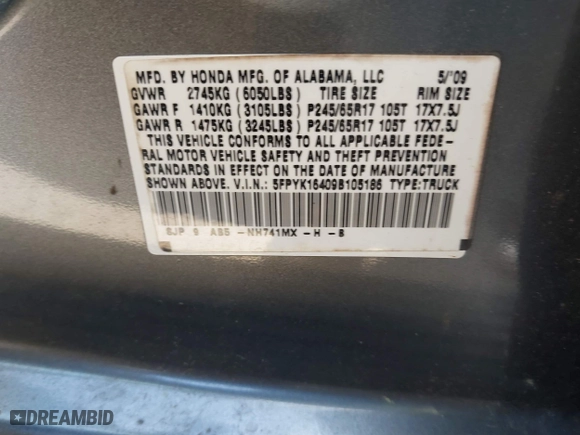 MFD. BY HONDA MFG. OF ALABAMA, LLC 5/'09
GVWR 2745KG (6050LBS) TIRE SIZE RIM SIZE
GAWR F 1410KG (3105LBS) P245/65R17 105T 17X7.5J
GAWR R 1475KG (3245LBS) P245/65R17 105T 17X7.5J
THIS VEHICLE CONFORMS TO ALL APPLICABLE FEDE-
RAL MOTOR VEHICLE SAFETY AND THEFT PREVENTION
STANDARDS IN EFFECT ON THE DATE OF MANUFACTURE
SHOWN ABOVE. V.I.N.: 5FPYK16409B105186 TYPE:TRUCK
SJP 9 AB5 -NH741MX -H -B
DREAMBID